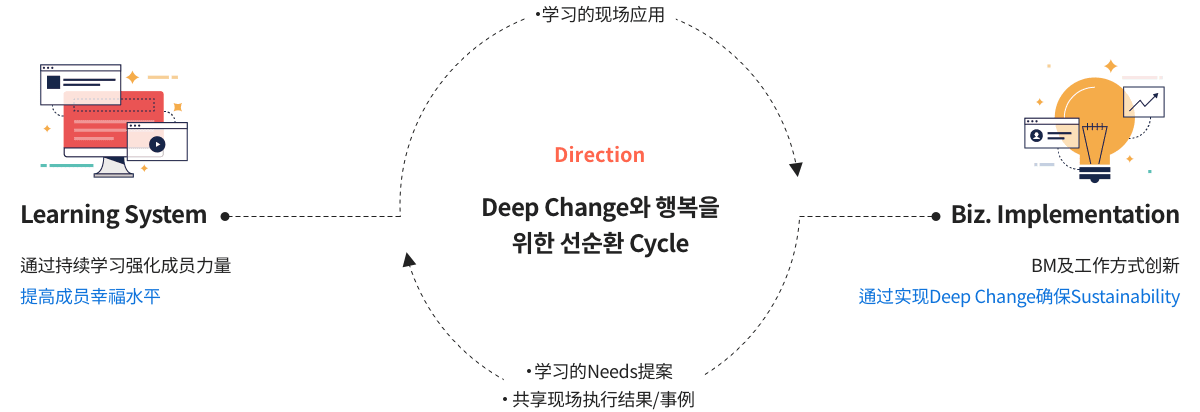 •学习的现场应用
Direction
Deep Change와 행복을
위한 선순환 Cycle
Learning System
通过持续学习强化成员力量
提高成员幸福水平
Biz. Implementation
BM及工作方式创新
通过实现Deep Change确保Sustainability
•学习的Needs提案
• 共享现场执行结果/事例